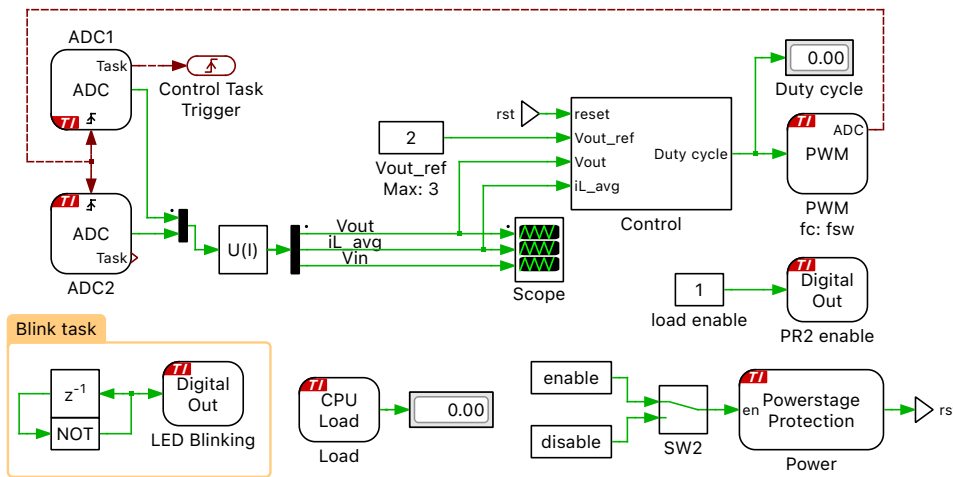 ADC1
Task
ADC
TI
Control Task
Trigger
TI
ADC
Task
ADC2
U(I)
Vout
iL_avg
Vin
Scope
rst
2
Vout_ref
Max: 3
reset
Vout_ref
Vout
iL_avg
Duty cycle
Control
0.00
Duty cycle
TI
ADC
PWM
PWM
fc: fsw
1
load enable
TI
Digital
Out
PR2 enable
Blink task
z-1
NOT
TI
Digital
Out
LED Blinking
TI
CPU
Load
Load
0.00
enable
disable
SW2
TI
en
Powerstage
Protection
Power
rs